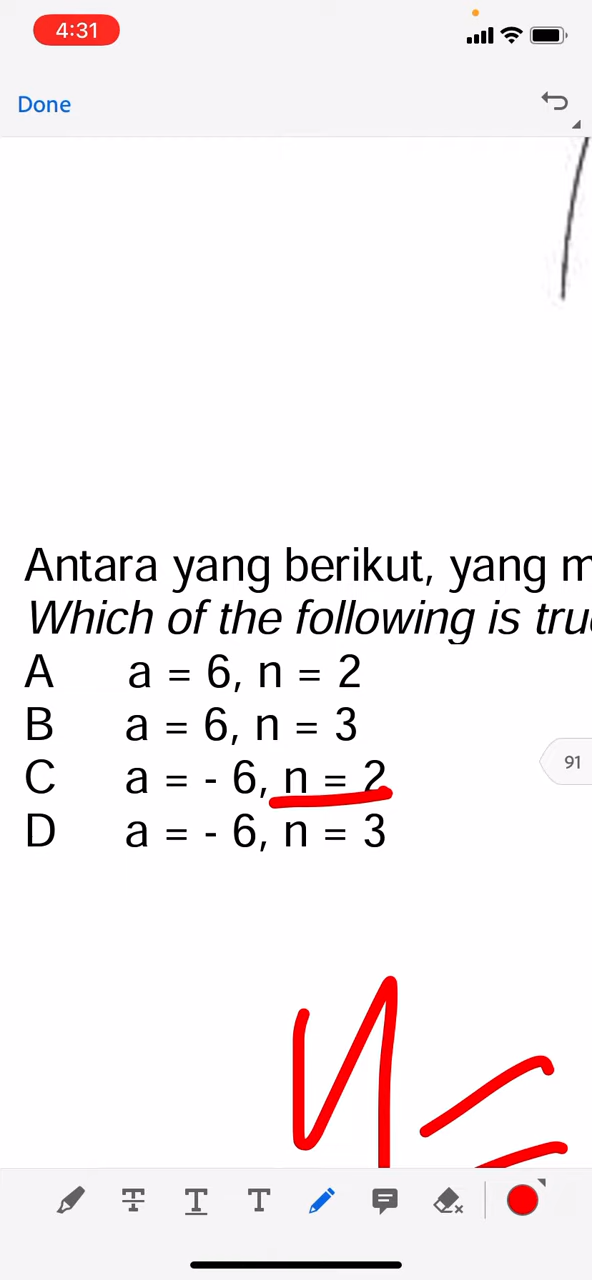 4:31
Done
Antara yang berikut, yang m
Which of the following is tru
A a = 6, n = 2
B a = 6, n = 3
C a = - 6, n = 2
D a = - 6, n = 3
91
y =
T T T